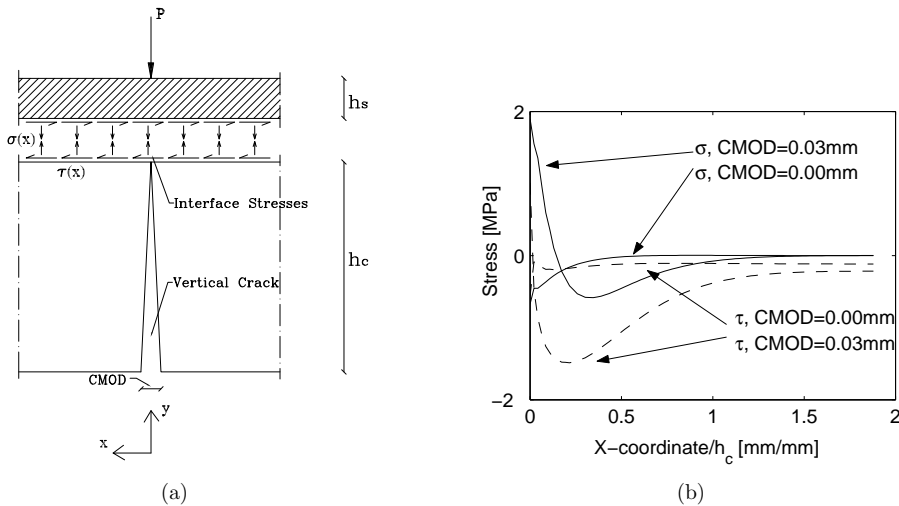 P
hs
σ(x)
τ(x)
Interface Stresses
hc
Vertical Crack
CMOD
y
x
(a)
2
σ, CMOD=0.03mm
σ, CMOD=0.00mm
Stress [MPa]
0
τ, CMOD=0.00mm
τ, CMOD=0.03mm
−2
0 0.5 1 1.5 2
X−coordinate/h_c [mm/mm]
(b)